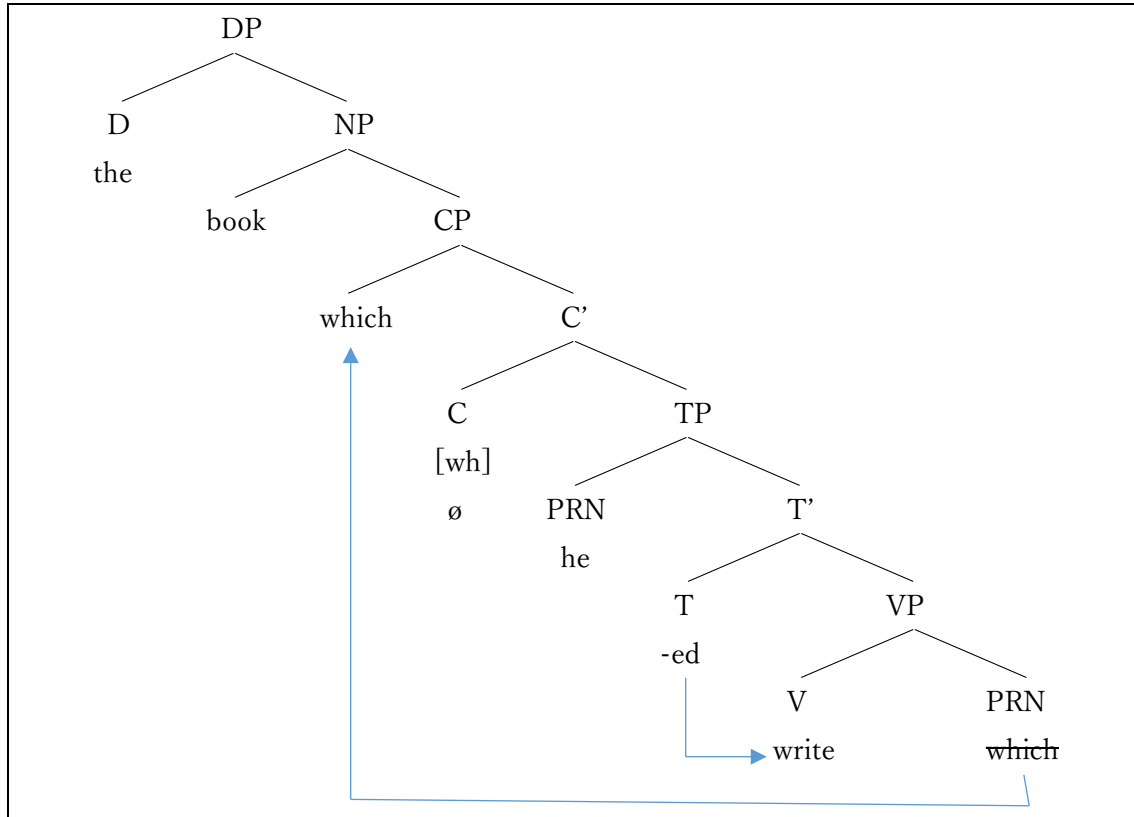 DP
D NP
the
book CP
which C’
C TP
[wh]
ø PRN T’
he
T VP
-ed
V PRN
write which